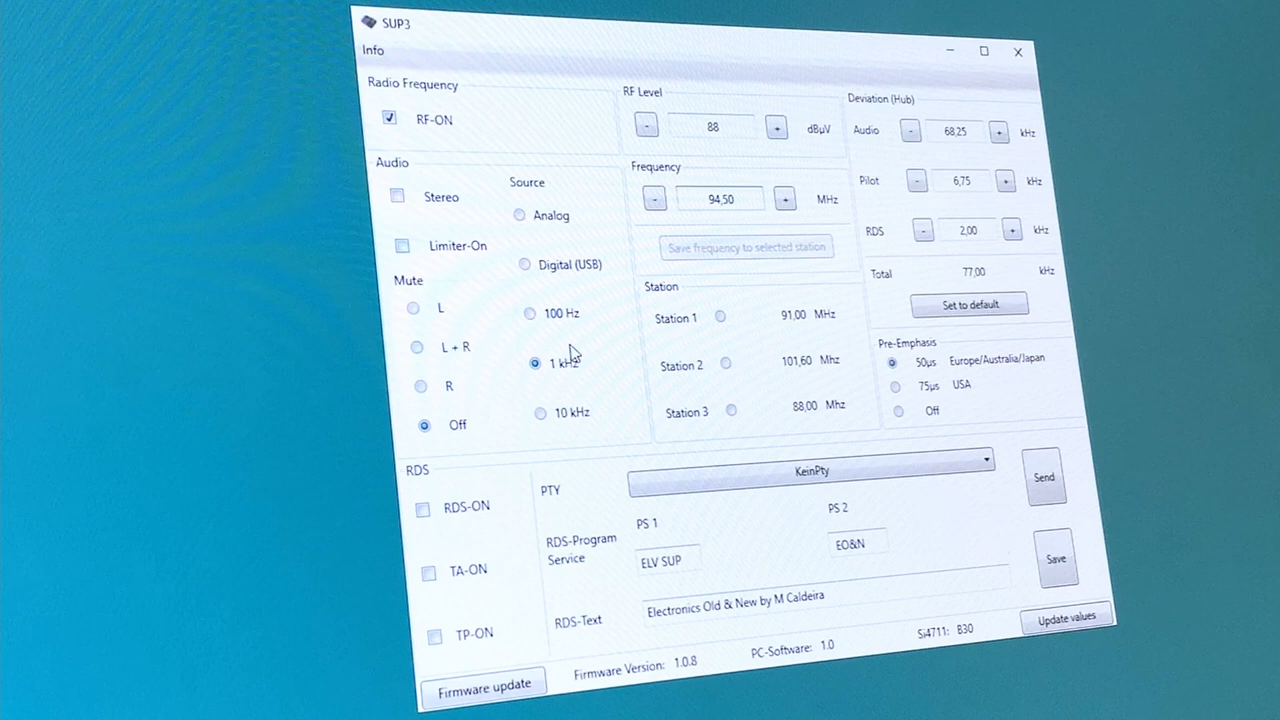 SUP3
Info
Radio Frequency
RF-ON
Audio
Stereo
Limiter-On
Source
Analog
Digital (USB)
Mute
L
L + R
R
Off
100 Hz
1 kHz
10 kHz
RF Level
- 88 + dBµV
Frequency
- 94,50 + MHz
Save frequency to selected station
Station
Station 1 91,00 MHz
Station 2 101,60 Mhz
Station 3 88,00 Mhz
Deviation (Hub)
Audio - 68,25 + kHz
Pilot - 6,75 + kHz
RDS - 2,00 + kHz
Total 77,00 kHz
Set to default
Pre-Emphasis
50µs Europe/Australia/Japan
75µs USA
Off
RDS
RDS-ON
TA-ON
TP-ON
PTY KeinPty
RDS-Program
Service
PS 1
ELV SUP
PS 2
EO&N
RDS-Text Electronics Old & New by M Caldeira
Send
Save
Firmware update
Firmware Version: 1.0.8
PC-Software: 1.0
Si4711: B30
Update values